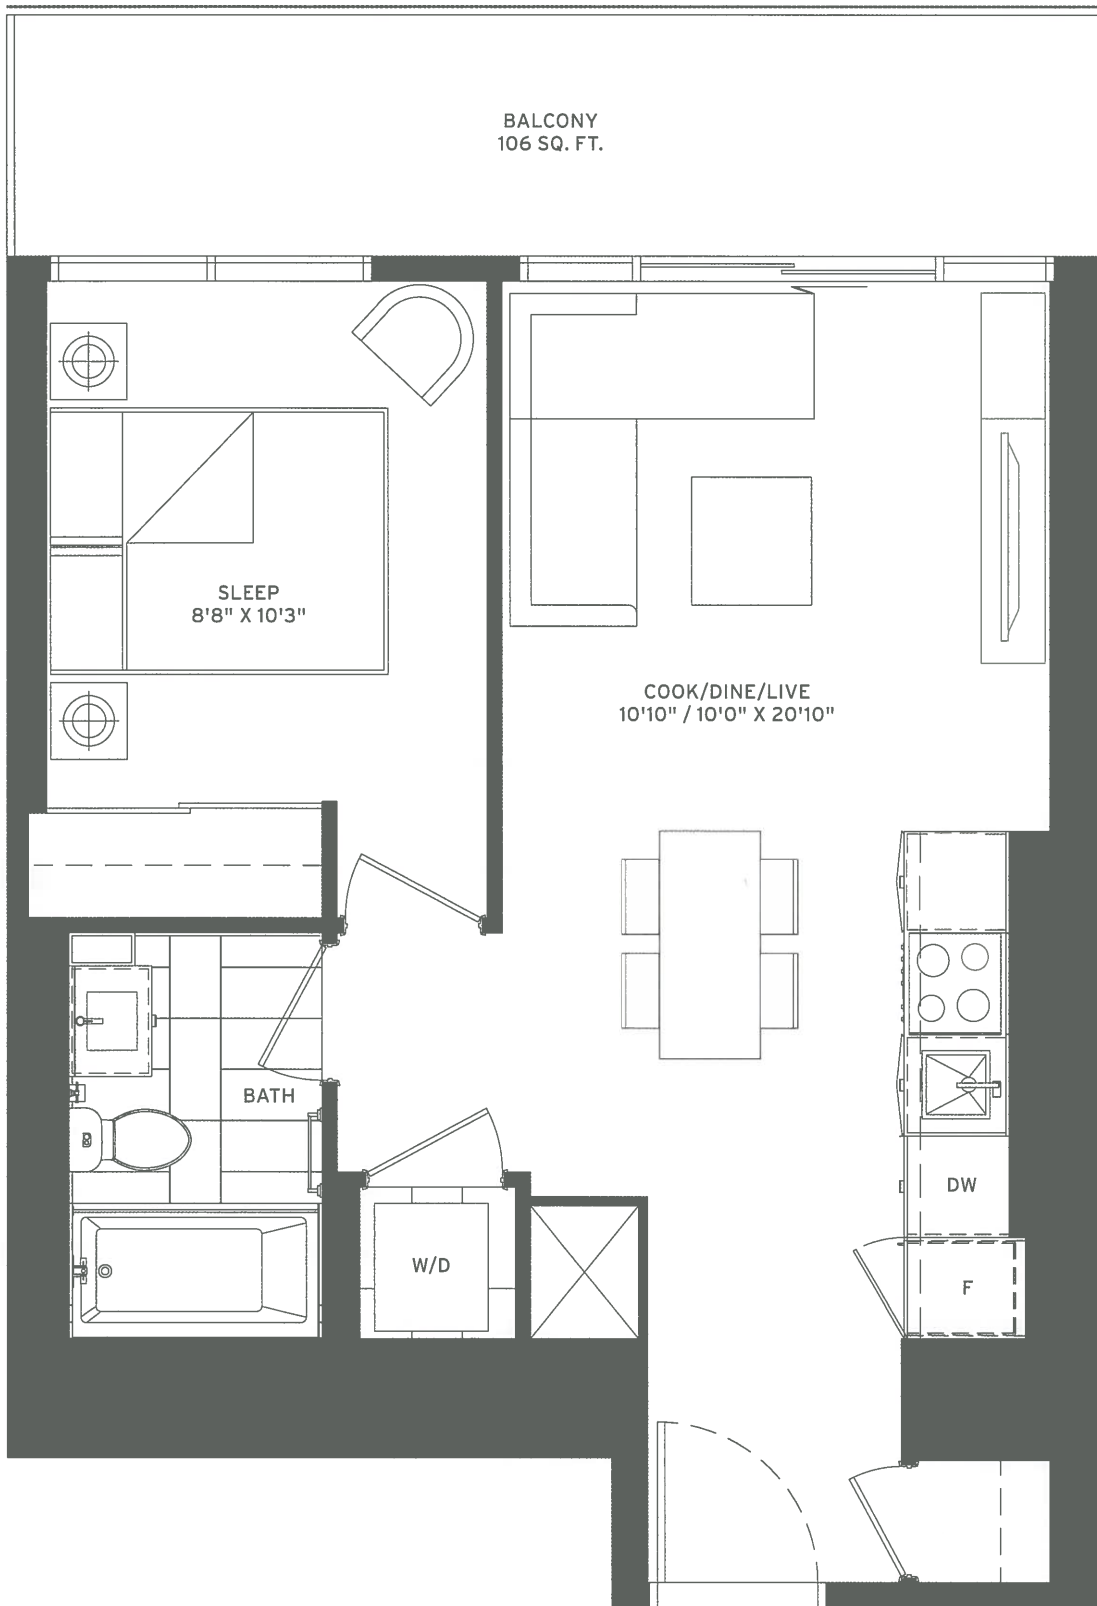 BALCONY
106 SQ. FT.
SLEEP
8'8" X 10'3"
COOK/DINE/LIVE
10'10" / 10'0" X 20'10"
BATH
DW
W/D
F